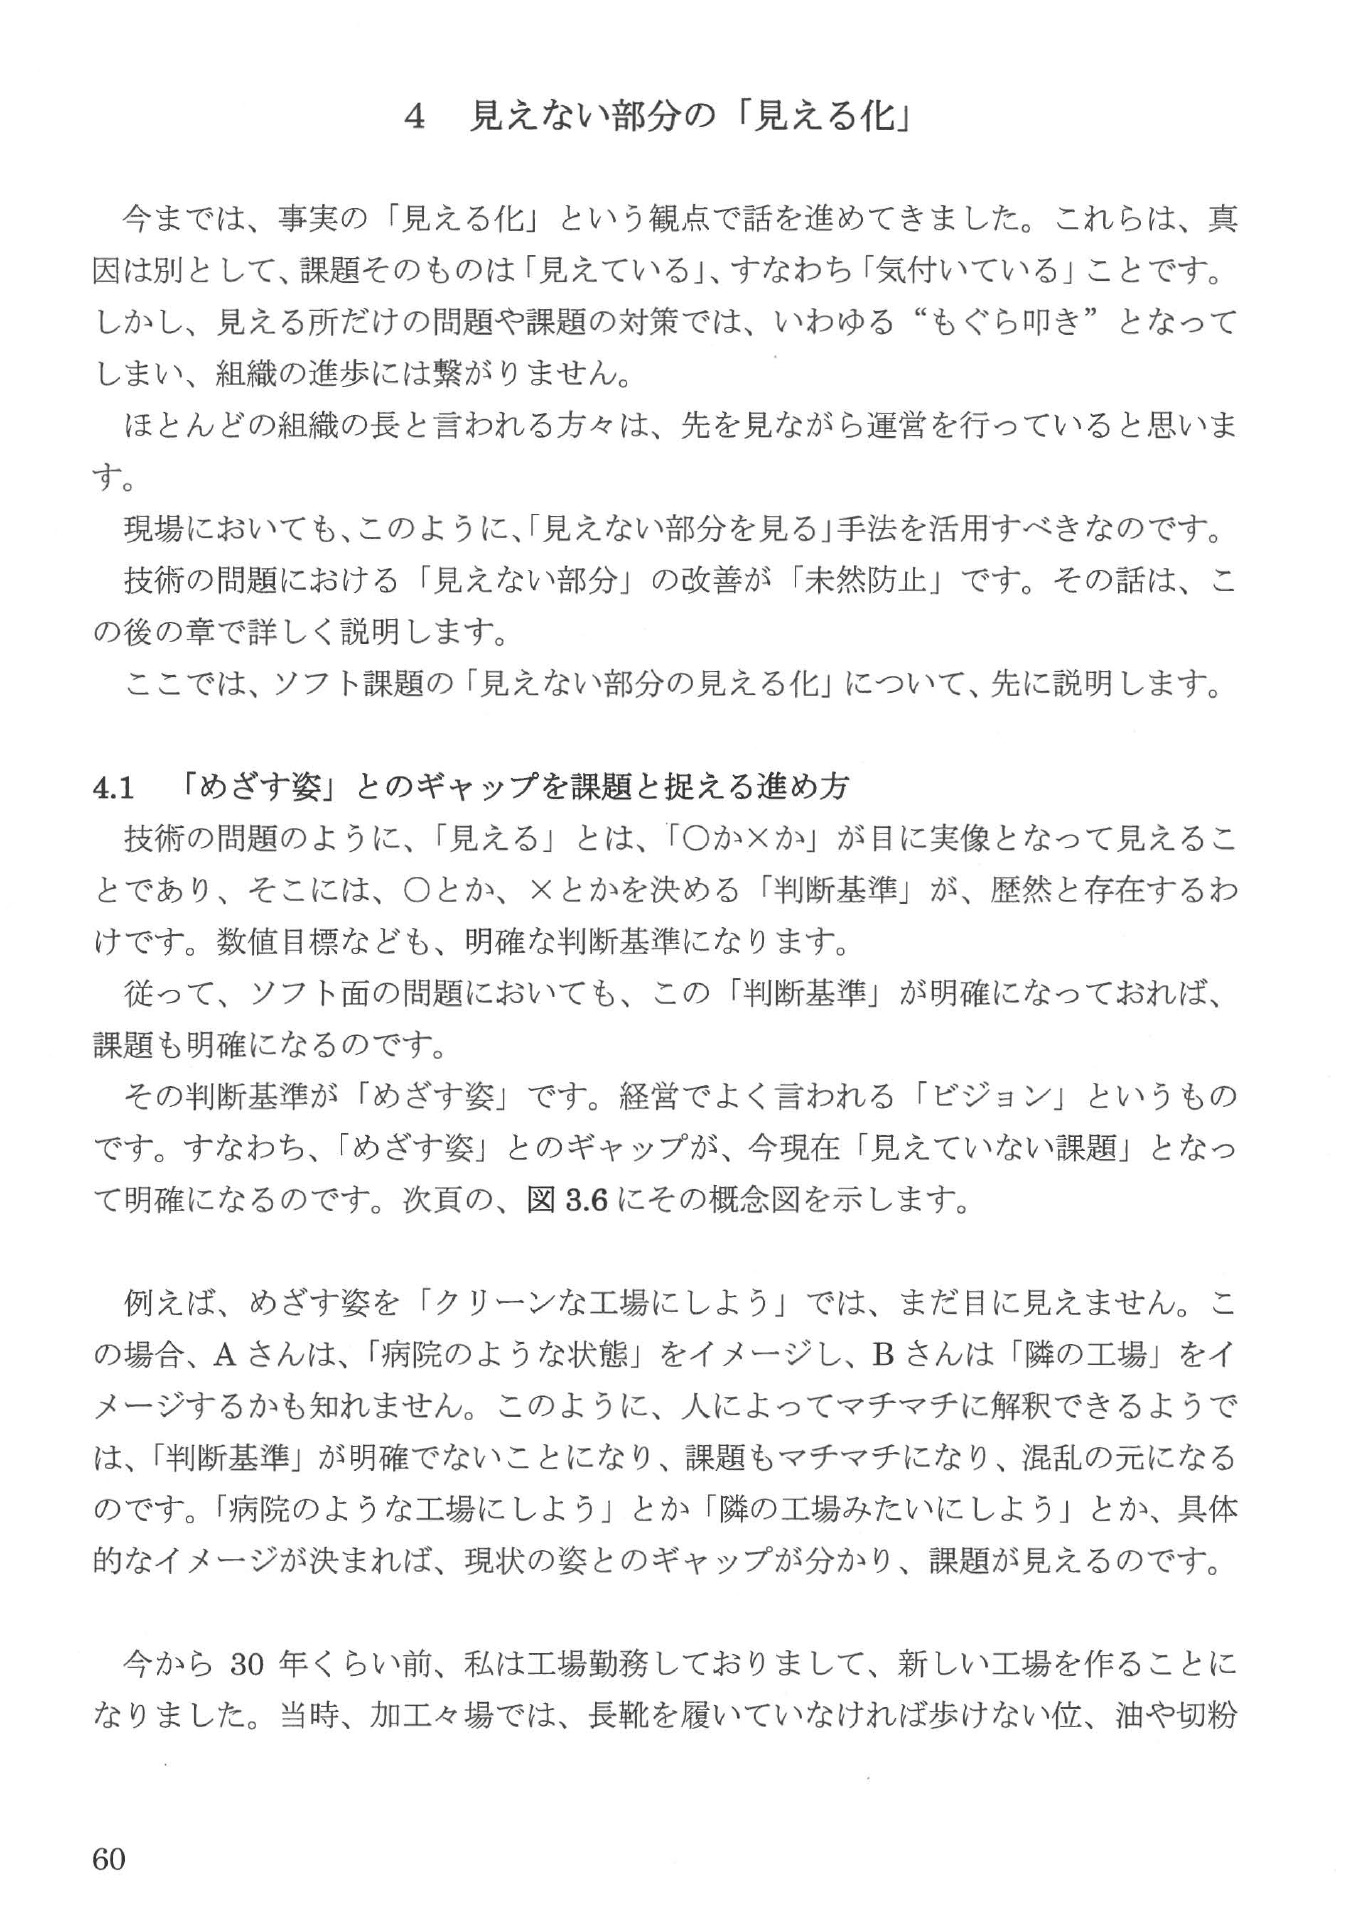 4　見えない部分の「見える化」
今までは、事実の「見える化」という観点で話を進めてきました。これらは、真
因は別として、課題そのものは「見えている」、すなわち「気付いている」ことです。
しかし、見える所だけの問題や課題の対策では、いわゆる“もぐら叩き”となって
しまい、組織の進歩には繋がりません。
ほとんどの組織の長と言われる方々は、先を見ながら運営を行っていると思いま
す。
現場においても、このように、「見えない部分を見る」手法を活用すべきなのです。
技術の問題における「見えない部分」の改善が「未然防止」です。その話は、こ
の後の章で詳しく説明します。
ここでは、ソフト課題の「見えない部分の見える化」について、先に説明します。
4.1　「めざす姿」とのギャップを課題と捉える進め方
技術の問題のように、「見える」とは、「〇か×か」が目に実像となって見えるこ
とであり、そこには、〇とか、×とかを決める「判断基準」が、歴然と存在するわ
けです。数値目標なども、明確な判断基準になります。
従って、ソフト面の問題においても、この「判断基準」が明確になっておれば、
課題も明確になるのです。
その判断基準が「めざす姿」です。経営でよく言われる「ビジョン」というもの
です。すなわち、「めざす姿」とのギャップが、今現在「見えていない課題」となっ
て明確になるのです。次頁の、図 3.6 にその概念図を示します。
例えば、めざす姿を「クリーンな工場にしよう」では、まだ目に見えません。こ
の場合、A さんは、「病院のような状態」をイメージし、B さんは「隣の工場」をイ
メージするかも知れません。このように、人によってマチマチに解釈できるようで
は、「判断基準」が明確でないことになり、課題もマチマチになり、混乱の元になる
のです。「病院のような工場にしよう」とか「隣の工場みたいにしよう」とか、具体
的なイメージが決まれば、現状の姿とのギャップが分かり、課題が見えるのです。
今から 30 年くらい前、私は工場勤務しておりまして、新しい工場を作ることに
なりました。当時、加工々場では、長靴を履いていなければ歩けない位、油や切粉
60